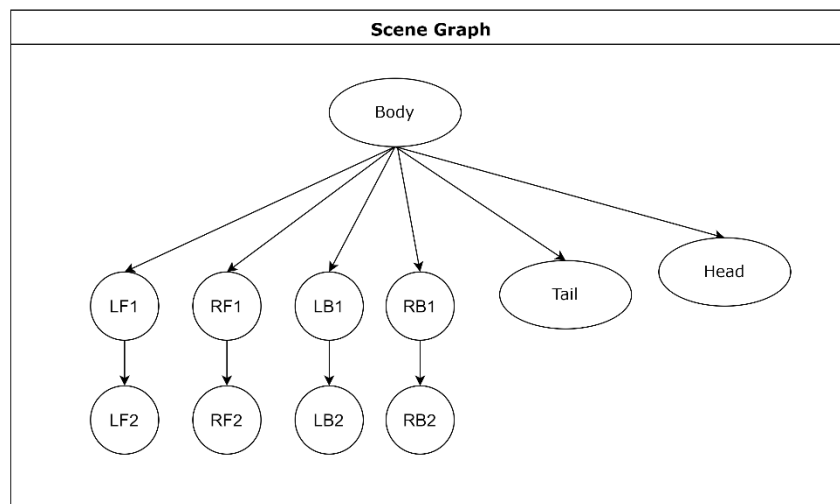 Scene Graph
Body
Head
Tail
LF1
RF1
LB1
RB1
LF2
RF2
LB2
RB2